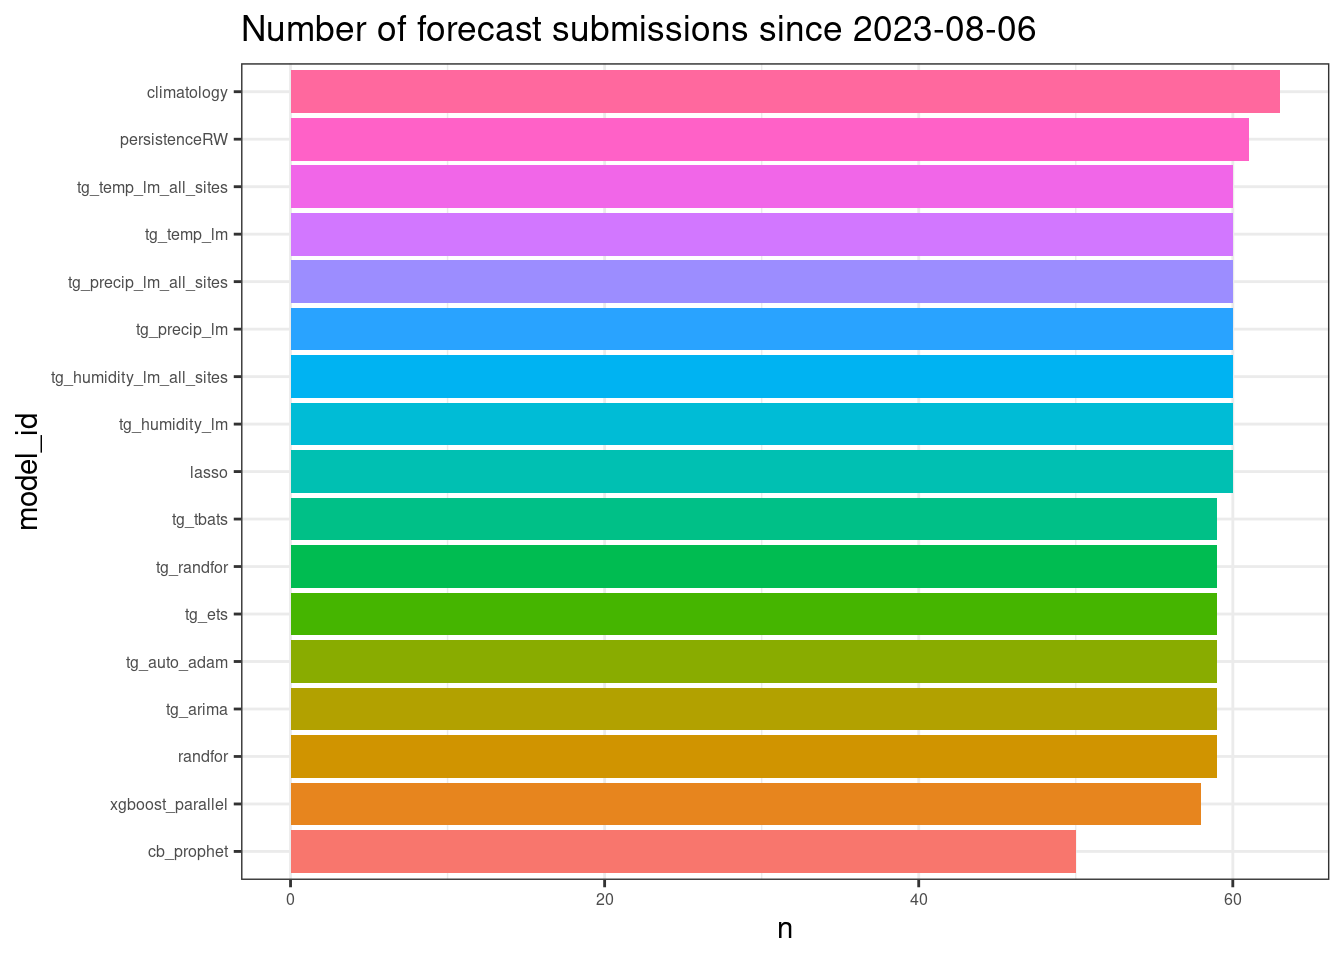 Number of forecast submissions since 2023-08-06
climatology
persistenceRW
tg_temp_lm_all_sites
tg_temp_lm
tg_precip_lm_all_sites
tg_precip_lm
tg_humidity_lm_all_sites
tg_humidity_lm
lasso
tg_tbats
tg_randfor
tg_ets
tg_auto_adam
tg_arima
randfor
xgboost_parallel
cb_prophet
model_id
0 20 40 60
n